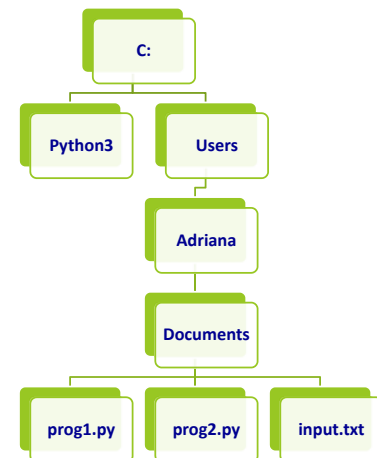 C:
Python3
Users
Adriana
Documents
prog1.py
prog2.py
input.txt